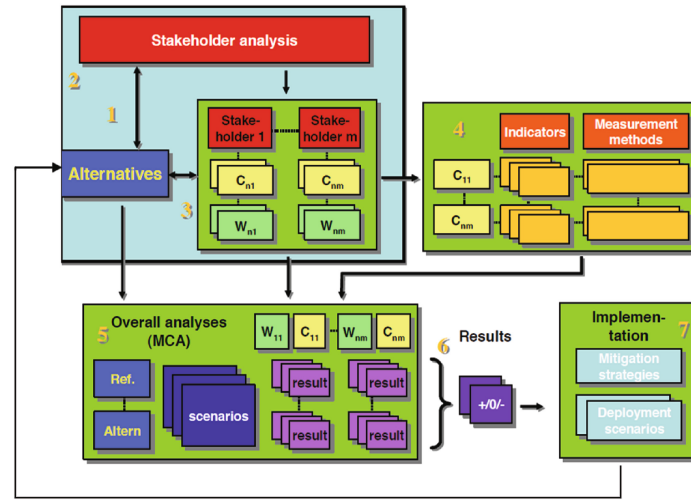 Stakeholder analysis
2
1
Stake-
holder 1
Stake-
holder m
4
Indicators
Measurement
methods
Alternatives
3
Cn1
Cnm
C11
Wn1
Wnm
Cnm
5
Overall analyses
(MCA)
W11
C11
Wnm
Cnm
6
Results
Implemen-
tation
7
Ref.
scenarios
result
result
+/0/-
Mitigation
strategies
Altern
result
result
Deployment
scenarios